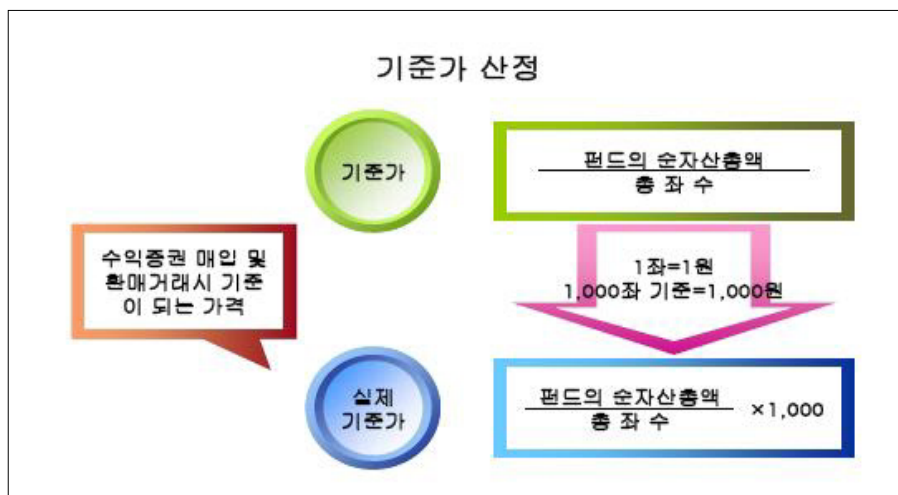 기준가 산정
기준가
펀드의 순자산총액
총 좌 수
수익증권 매입 및
환매거래시 기준
이 되는 가격
1좌=1원
1,000좌 기준=1,000원
실제
기준가
펀드의 순자산총액
총 좌 수
×1,000